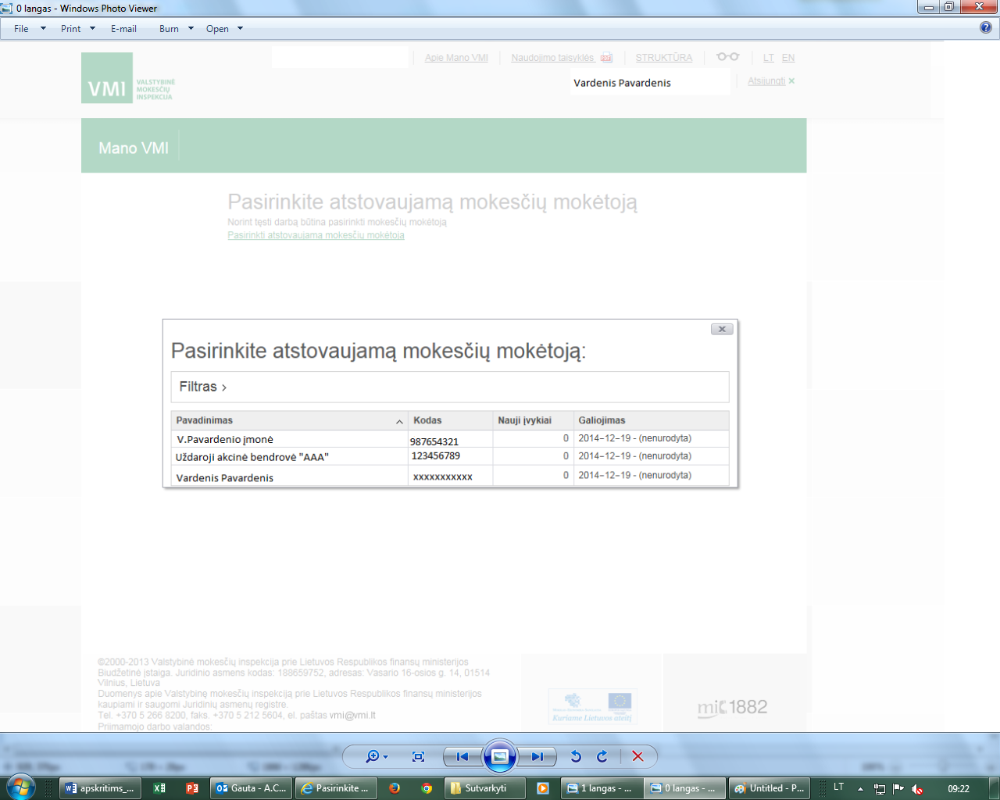 0 langas - Windows Photo Viewer
File Print E-mail Burn Open
Apie Mano VMI Naudojimo taisyklės STRUKTŪRA LT EN
VMI VALSTYBINĖ MOKESČIŲ INSPEKCIJA
Vardenis Pavardenis Atsijungti ×
Mano VMI
Pasirinkite atstovaujamą mokesčių mokėtoją
Norint tęsti darbą būtina pasirinkti mokesčių mokėtoją
Pasirinkti atstovaujamą mokesčių mokėtoją
Pasirinkite atstovaujamą mokesčių mokėtoją:
Filtras >
Pavadinimas Kodas Nauji įvykiai Galiojimas
V.Pavardenio įmonė 987654321 0 2014-12-19 - (nenurodyta)
Uždaroji akcinė bendrovė "AAA" 123456789 0 2014-12-19 - (nenurodyta)
Vardenis Pavardenis xxxxxxxxxxx 0 2014-12-19 - (nenurodyta)
©2000-2013 Valstybinė mokesčių inspekcija prie Lietuvos Respublikos finansų ministerijos
Biudžetinė įstaiga. Juridinio asmens kodas: 188659752, adresas: Vasario 16-osios g. 14, 01514
Vilnius, Lietuva
Duomenys apie Valstybinę mokesčių inspekciją prie Lietuvos Respublikos finansų ministerijos
kaupiami ir saugomi Juridinių asmenų registre.
Tel. +370 5 266 8200, faks. +370 5 212 5604, el. paštas vmi@vmi.lt
Priimamojo darbo valandos:
Kuriame Lietuvos ateitį
1882
apskritims_... Gauta - A.C... Pasirinkite ... Sutvarkyti 1 langas - ... 0 langas - ... Untitled - P... LT 09:22